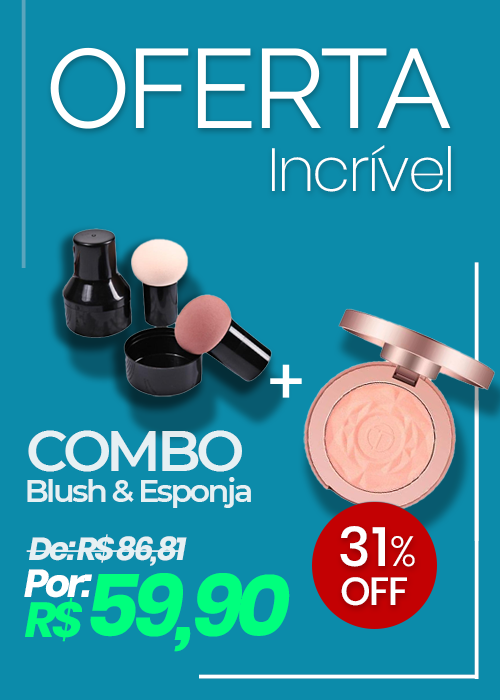 OFERTA
Incrível
+
COMBO
Blush & Esponja
De: R$ 86,81
Por:
R$ 59,90
31%
OFF